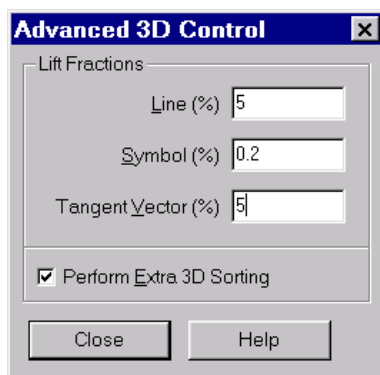 Advanced 3D Control
Lift Fractions
Line (%) 5
Symbol (%) 0.2
Tangent Vector (%) 5
Perform Extra 3D Sorting
Close Help